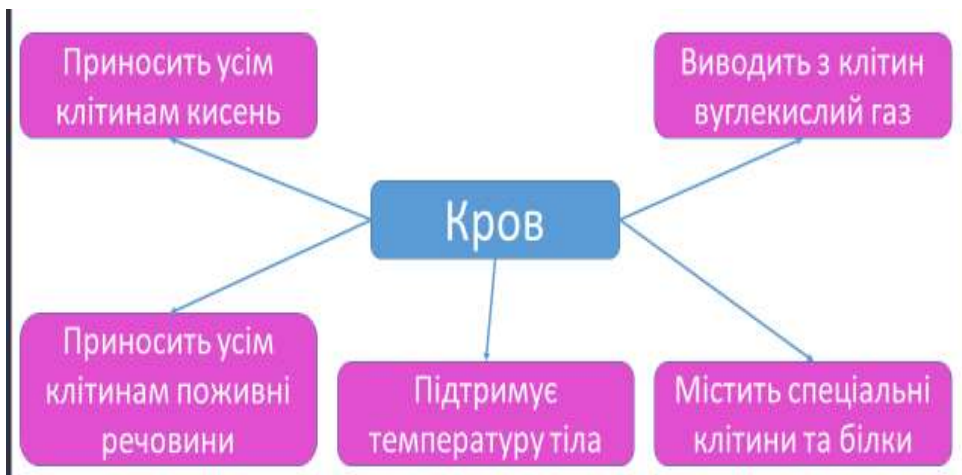 Приносить усім
клітинам кисень
Виводить з клітин
вуглекислий газ
Кров
Приносить усім
клітинам поживні
речовини
Підтримує
температуру тіла
Містить спеціальні
клітини та білки